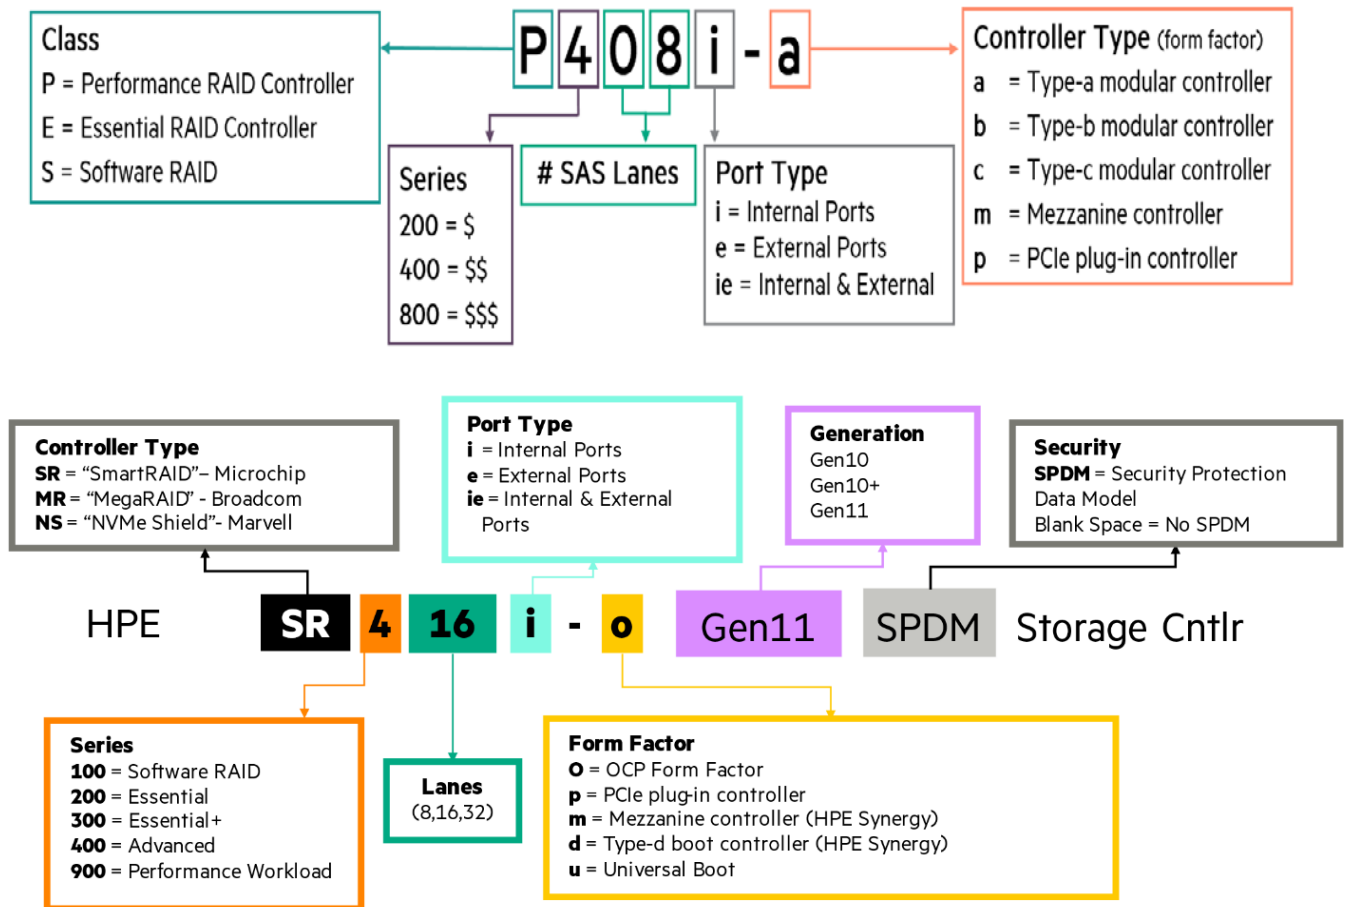 P408i-a
Class
P = Performance RAID Controller
E = Essential RAID Controller
S = Software RAID
Series
200 = $
400 = $$
800 = $$$
# SAS Lanes
Port Type
i = Internal Ports
e = External Ports
ie = Internal & External
Controller Type (form factor)
a = Type-a modular controller
b = Type-b modular controller
c = Type-c modular controller
m = Mezzanine controller
p = PCIe plug-in controller
Controller Type
SR = “SmartRAID”– Microchip
MR = “MegaRAID” - Broadcom
NS = “NVMe Shield”- Marvell
Port Type
i = Internal Ports
e = External Ports
ie = Internal & External
Ports
Generation
Gen10
Gen10+
Gen11
Security
SPDM = Security Protection
Data Model
Blank Space = No SPDM
HPE SR 4 16 i - o Gen11 SPDM Storage Cntlr
Series
100 = Software RAID
200 = Essential
300 = Essential+
400 = Advanced
900 = Performance Workload
Lanes
(8,16,32)
Form Factor
O = OCP Form Factor
p = PCIe plug-in controller
m = Mezzanine controller (HPE Synergy)
d = Type-d boot controller (HPE Synergy)
u = Universal Boot